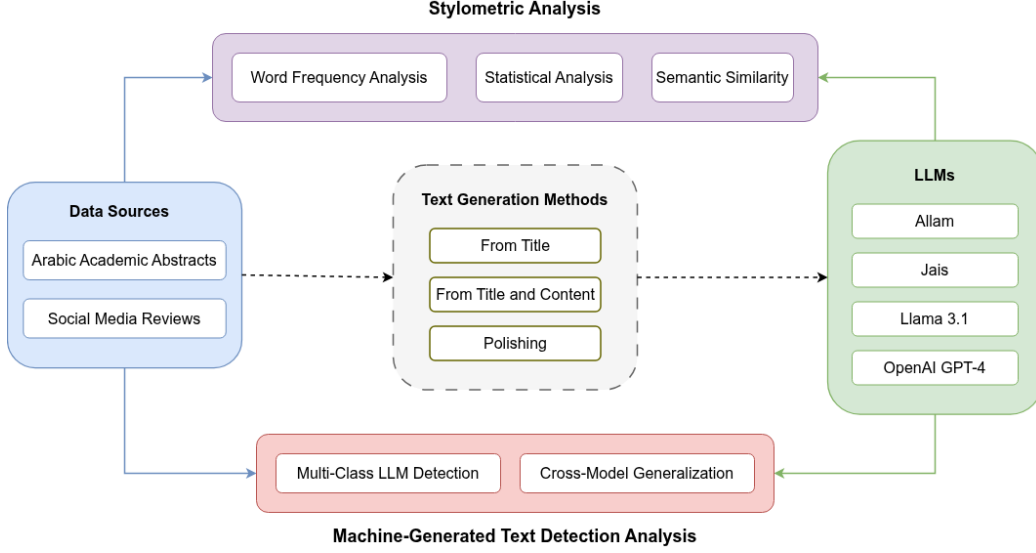 Stylometric Analysis
Word Frequency Analysis
Statistical Analysis
Semantic Similarity
Data Sources
Arabic Academic Abstracts
Social Media Reviews
Text Generation Methods
From Title
From Title and Content
Polishing
LLMs
Allam
Jais
Llama 3.1
OpenAI GPT-4
Multi-Class LLM Detection
Cross-Model Generalization
Machine-Generated Text Detection Analysis